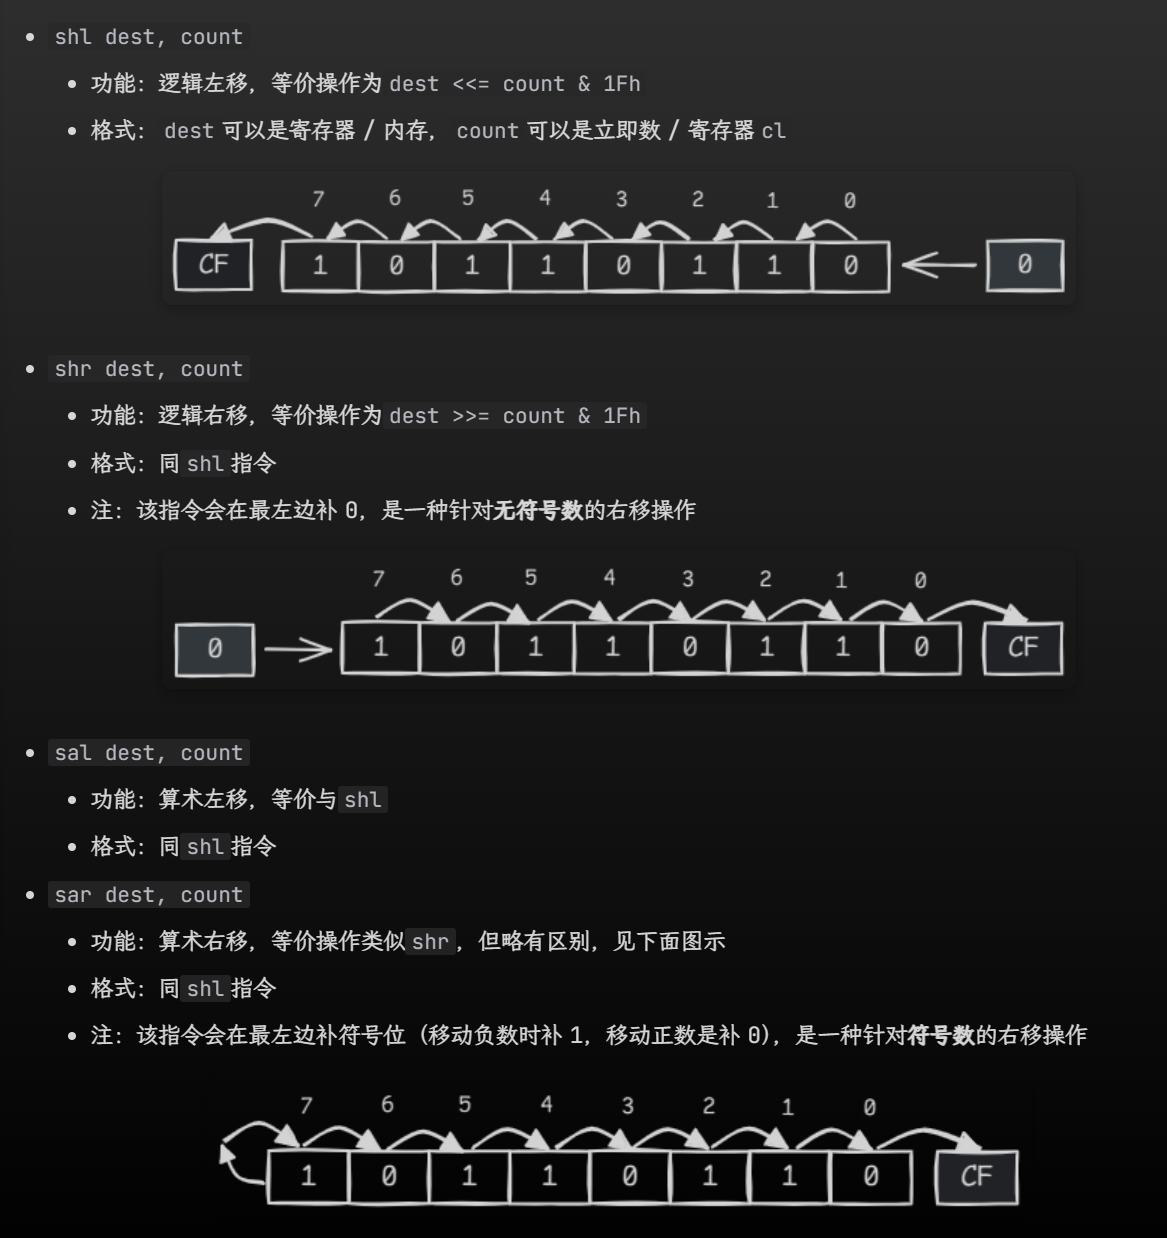 shl dest, count
功能：逻辑左移，等价操作为 dest <<= count & 1Fh
格式： dest 可以是寄存器 / 内存， count 可以是立即数 / 寄存器 cl
7 6 5 4 3 2 1 0
CF 1 0 1 1 0 1 1 0 0
shr dest, count
功能：逻辑右移，等价操作为 dest >>= count & 1Fh
格式：同 shl 指令
注：该指令会在最左边补 0，是一种针对无符号数的右移操作
7 6 5 4 3 2 1 0
0 1 0 1 1 0 1 1 0 CF
sal dest, count
功能：算术左移，等价与 shl
格式：同 shl 指令
sar dest, count
功能：算术右移，等价操作类似 shr ，但略有区别，见下面图示
格式：同 shl 指令
注：该指令会在最左边补符号位（移动负数时补 1，移动正数是补 0），是一种针对符号数的右移操作
7 6 5 4 3 2 1 0
1 0 1 1 0 1 1 0 CF